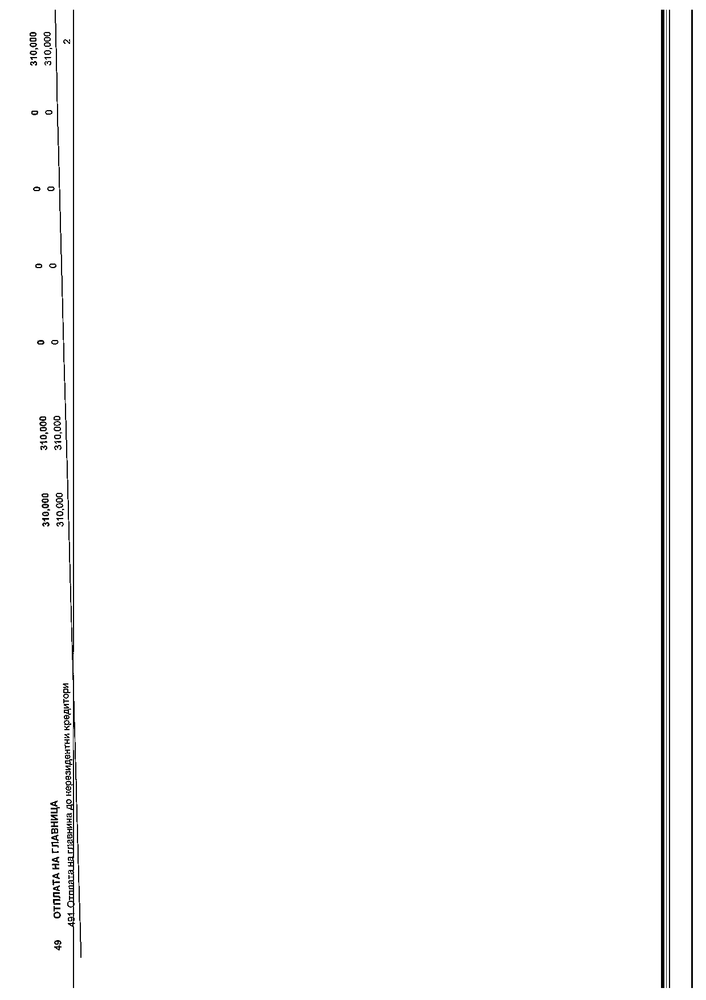 49 ОТПЛАТА НА ГЛАВНИЦА 310,000 310,000 0 0 0 0 310,000
491 Отплата на главнина до нерезидентни кредитори 310,000 310,000 0 0 0 0 310,000
2